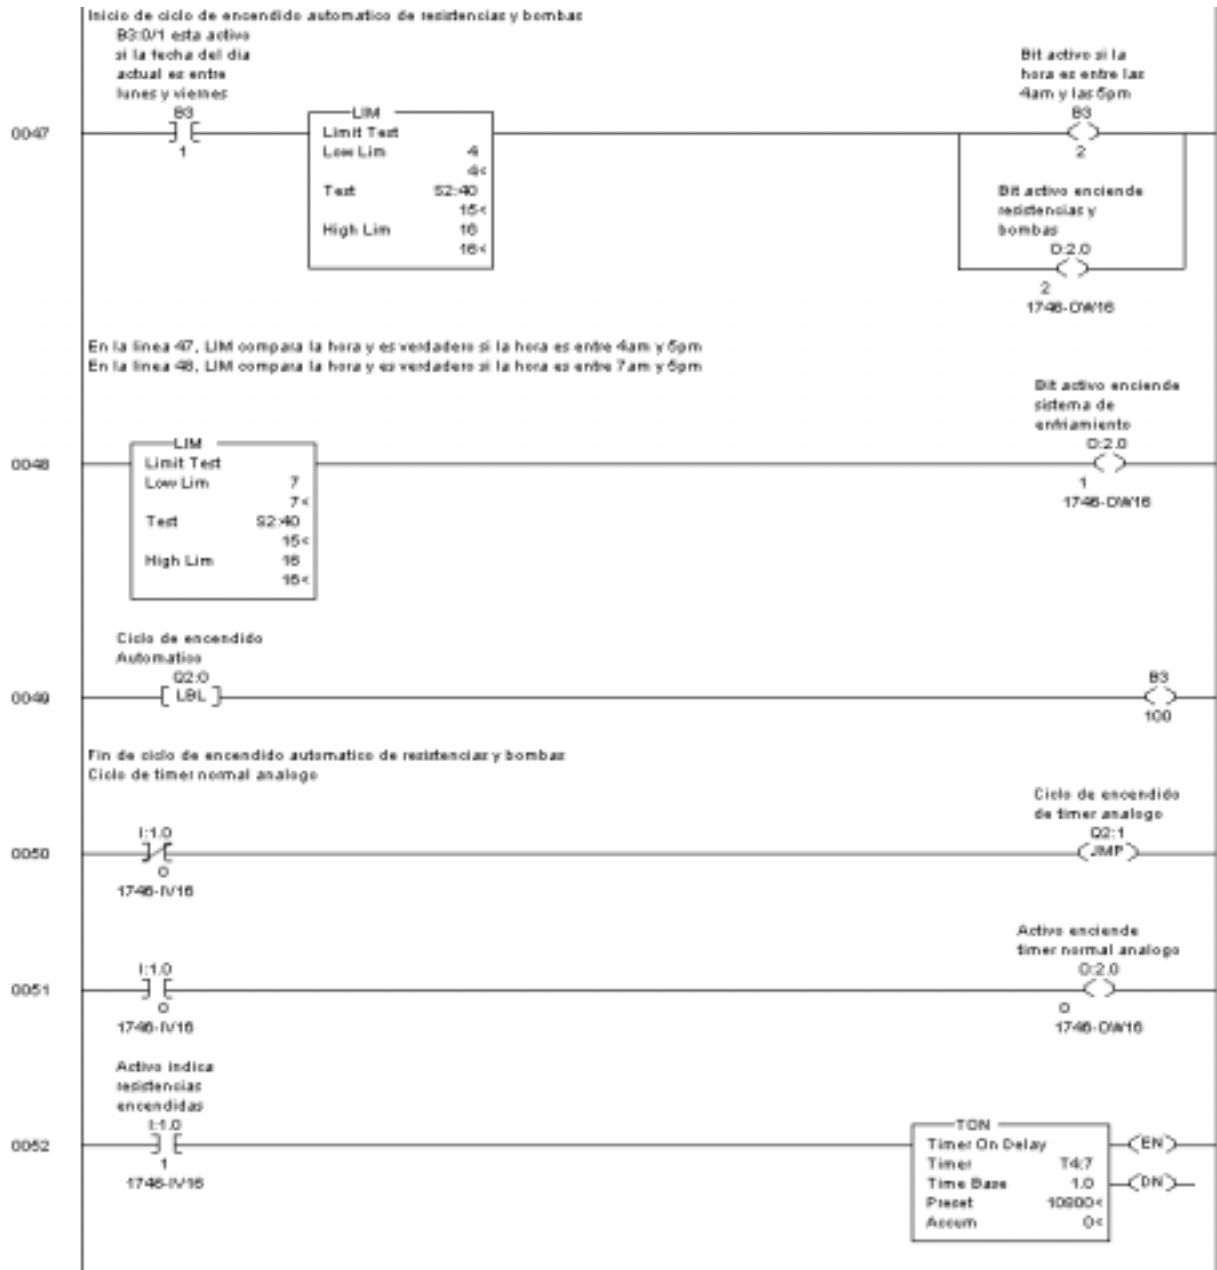 Inicio de ciclo de encendido automatico de resistencias y bombas
B3:0/1 esta activo
si la fecha del dia
actual es entre
lunes y viernes
B3
1
0047
LIM
Limit Test
Low Lim 4
4<
Test S2:40
15<
High Lim 16
16<
Bit activo si la
hora es entre las
4am y las 5pm
B3
2
Bit activo enciende
resistencias y
bombas
O:2.0
2
1746-OW16
En la linea 47, LIM compara la hora y es verdadero si la hora es entre 4am y 5pm
En la linea 48, LIM compara la hora y es verdadero si la hora es entre 7am y 5pm
0048
LIM
Limit Test
Low Lim 7
7<
Test S2:40
15<
High Lim 16
16<
Bit activo enciende
sistema de
enfriamiento
O:2.0
1
1746-OW16
Ciclo de encendido
Automatico
Q2:0
0049
LBL
B3
100
Fin de ciclo de encendido automatico de resistencias y bombas
Ciclo de timer normal analogo
I:1.0
0050
0
1746-IV16
Ciclo de encendido
de timer analogo
Q2:1
JMP
I:1.0
0051
0
1746-IV16
Activo enciende
timer normal analogo
O:2.0
0
1746-OW16
Activo indica
resistencias
encendidas
I:1.0
0052
1
1746-IV16
TON
Timer On Delay
Timer T4:7
Time Base 1.0
Preset 10800<
Accum 0<
EN
DN